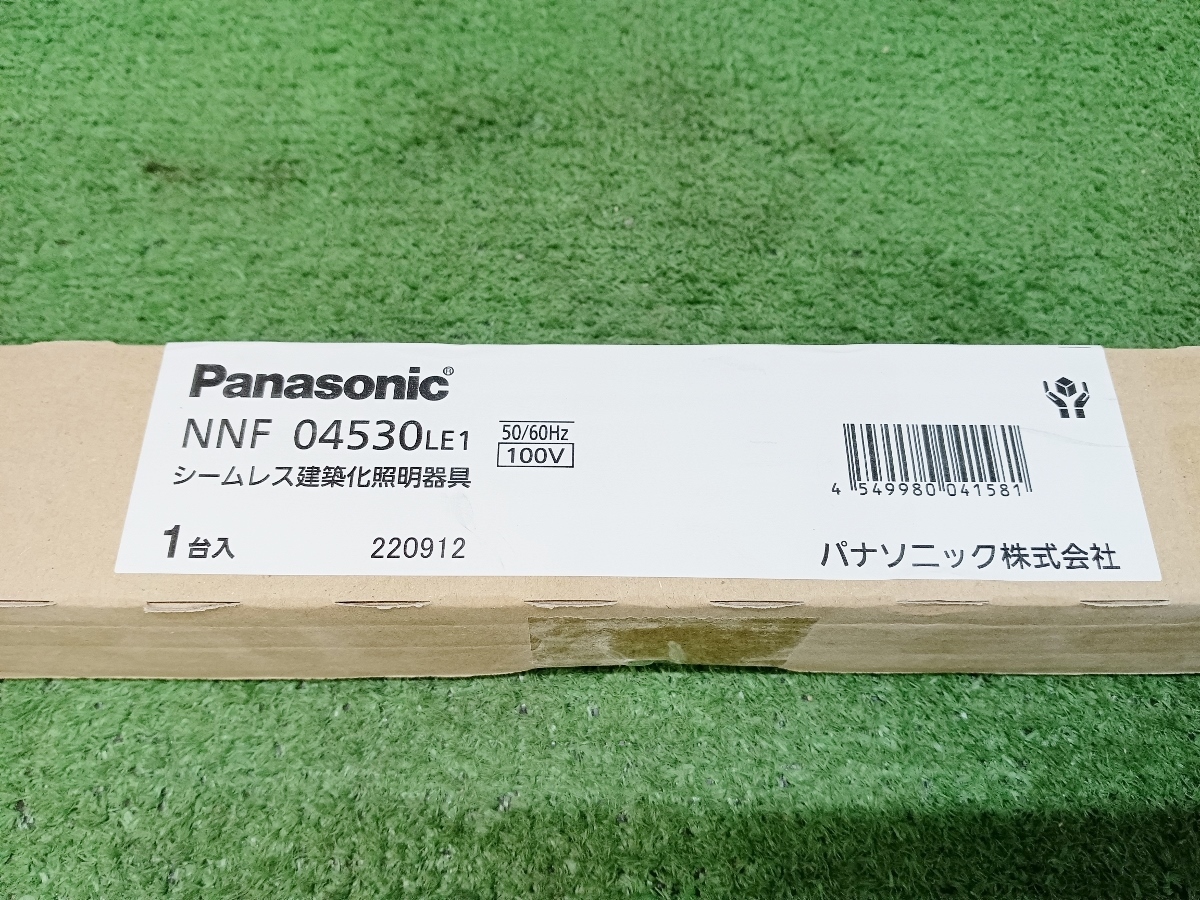 Panasonic®
NNF 04530LE1
50/60Hz
100V
シームレス建築化照明器具
1台入
220912
4 549980 041581
パナソニック株式会社